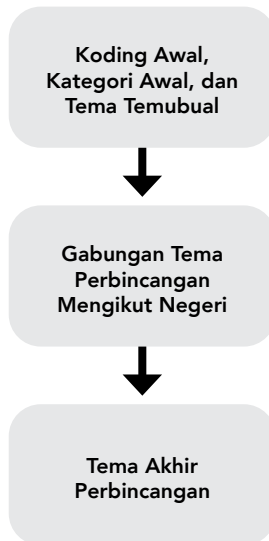 Koding Awal,
Kategori Awal, dan
Tema Temubual
Gabungan Tema
Perbincangan
Mengikut Negeri
Tema Akhir
Perbincangan